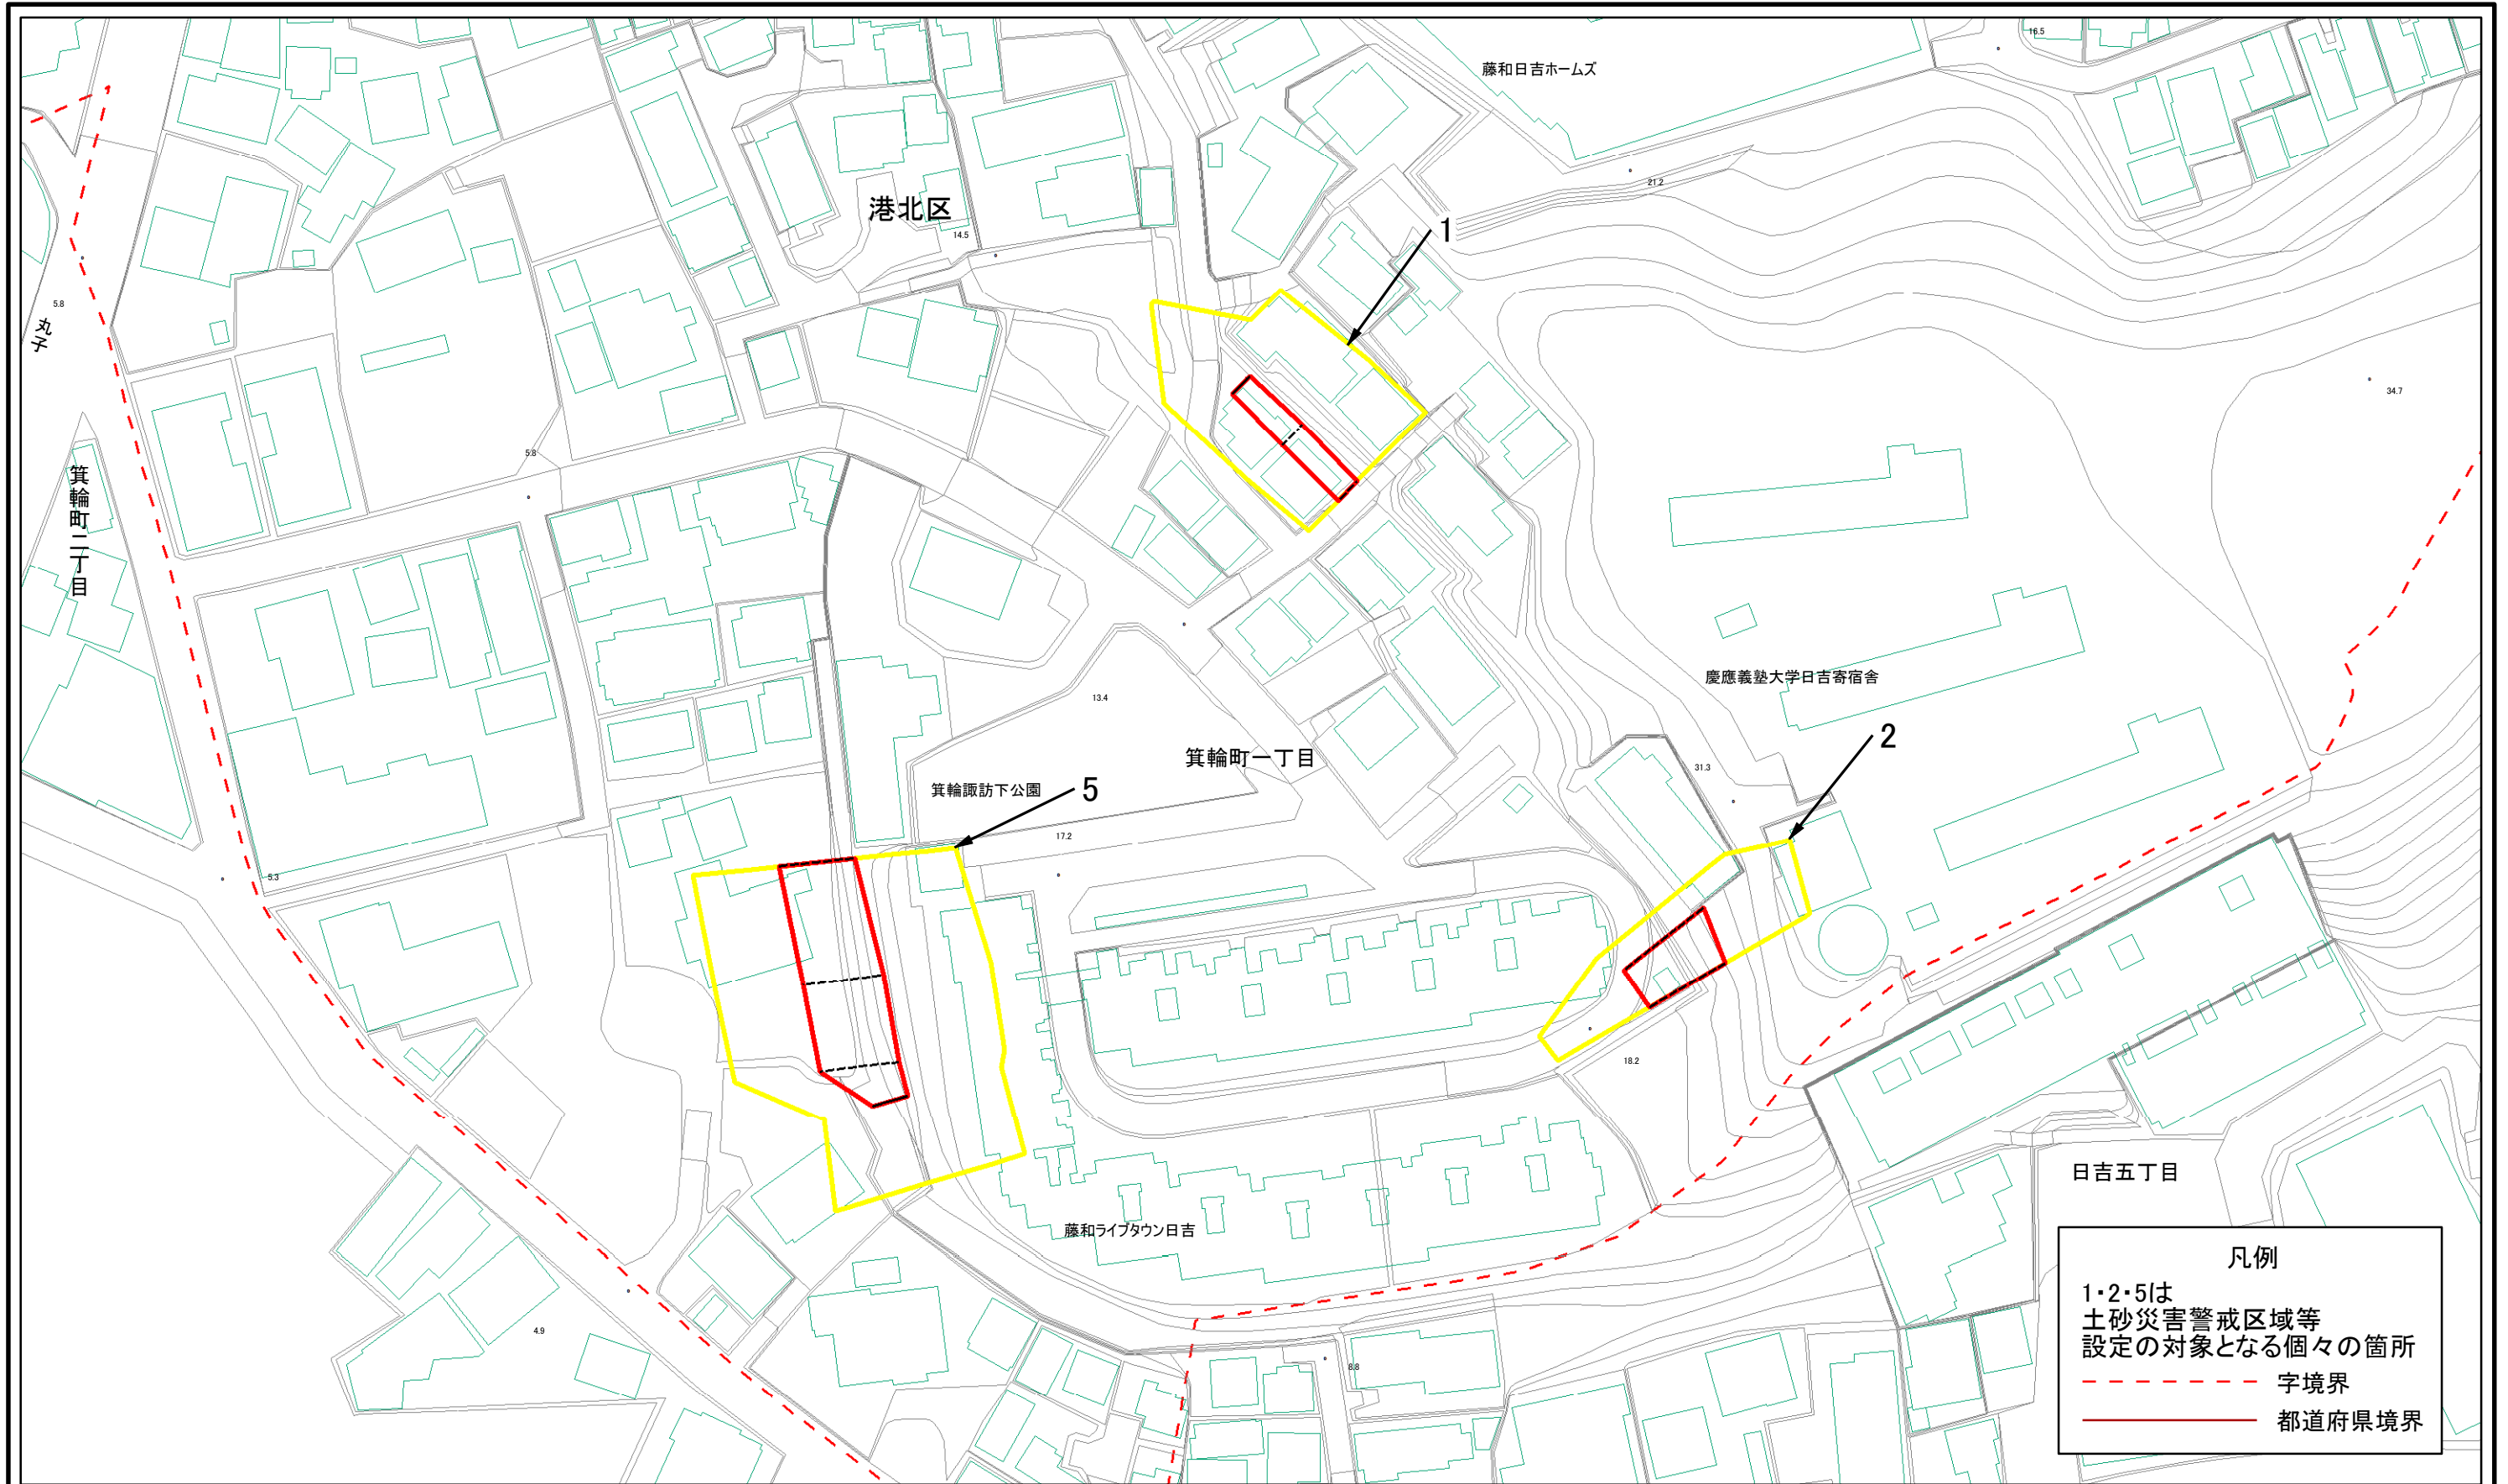 藤和日吉ホームズ
16.5
21.2
港北区
14.5
1
5.8
丸子
34.7
5.8
箕輪町二丁目
慶應義塾大学日吉寄宿舎
13.4
箕輪町一丁目
2
31.3
箕輪諏訪下公園
5
17.2
5.3
18.2
日吉五丁目
藤和ライブタウン日吉
4.9
8.8
凡例
1・2・5は
土砂災害警戒区域等
設定の対象となる個々の箇所
字境界
都道府県境界